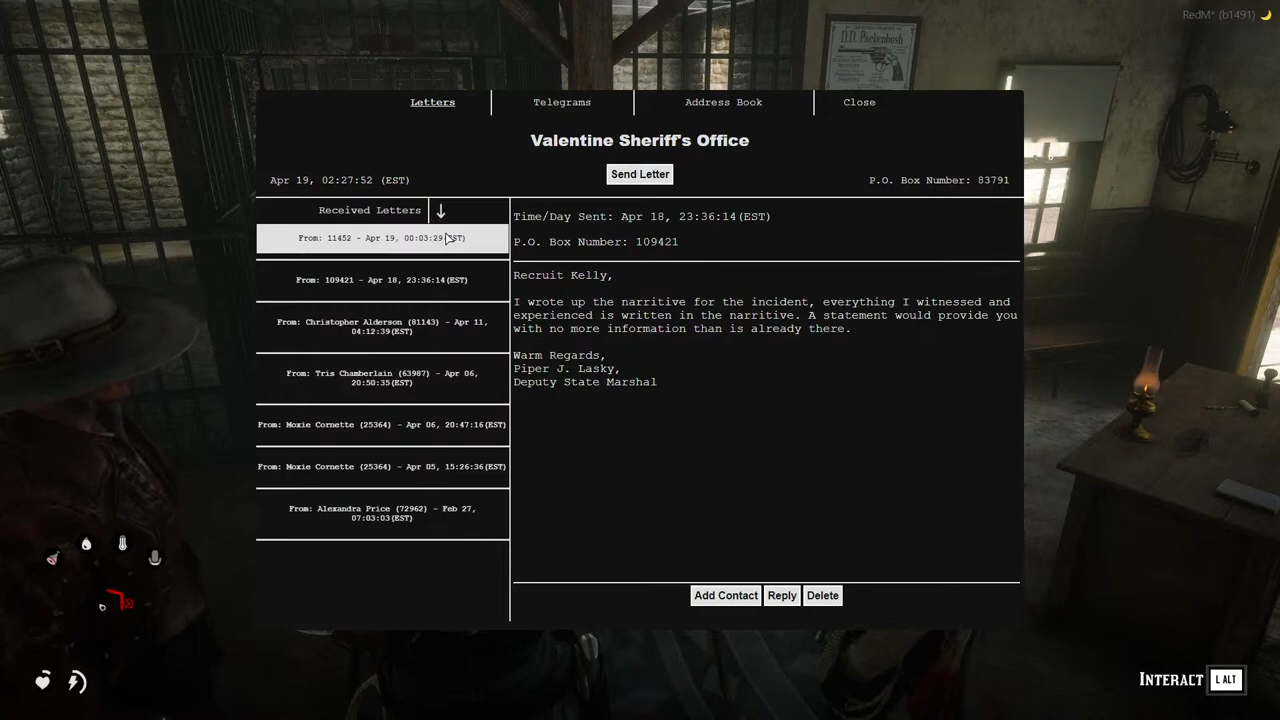 RedM* (b1491)
D.D. Packenbush
Letters
Telegrams
Address Book
Close
Valentine Sheriff's Office
Send Letter
Apr 19, 02:27:52 (EST)
P.O. Box Number: 83791
Received Letters
From: 11452 - Apr 19, 00:03:29(EST)
From: 109421 - Apr 18, 23:36:14(EST)
From: Christopher Alderson (81143) - Apr 11,
04:12:39(EST)
From: Tris Chamberlain (63987) - Apr 06,
20:50:35(EST)
From: Moxie Cornette (25364) - Apr 06, 20:47:16(EST)
From: Moxie Cornette (25364) - Apr 05, 15:26:36(EST)
From: Alexandra Price (72962) - Feb 27,
07:03:03(EST)
Time/Day Sent: Apr 18, 23:36:14(EST)
P.O. Box Number: 109421
Recruit Kelly,
I wrote up the narritive for the incident, everything I witnessed and
experienced is written in the narritive. A statement would provide you
with no more information than is already there.
Warm Regards,
Piper J. Lasky,
Deputy State Marshal
Add Contact
Reply
Delete
INTERACT
L ALT